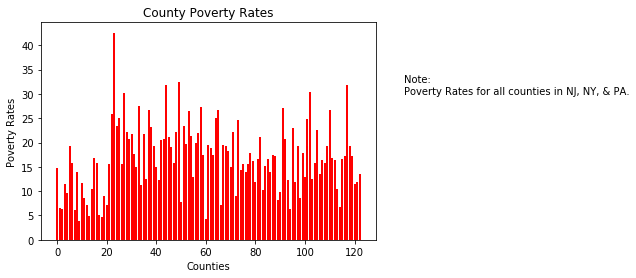 County Poverty Rates
Note:
Poverty Rates for all counties in NJ, NY, & PA.
Poverty Rates
40
35
30
25
20
15
10
5
0
0 20 40 60 80 100 120
Counties